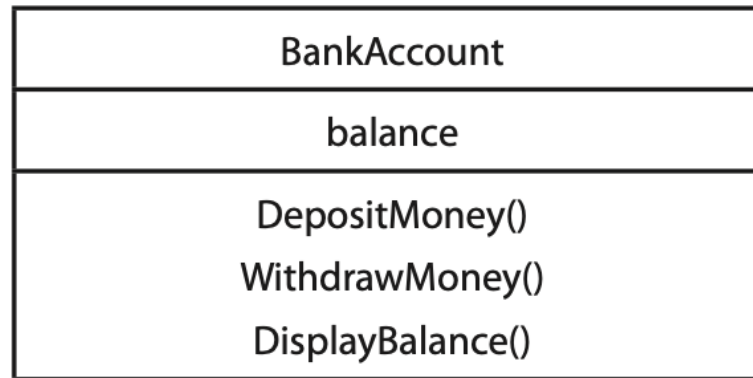 BankAccount
balance
DepositMoney()
WithdrawMoney()
DisplayBalance()